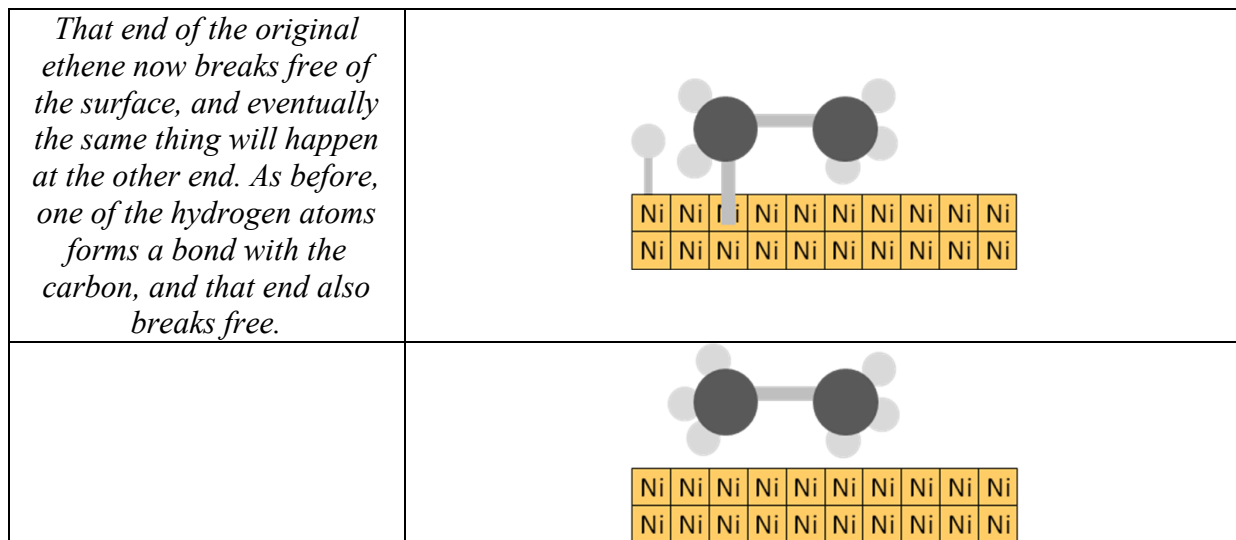 That end of the original
ethene now breaks free of
the surface, and eventually
the same thing will happen
at the other end. As before,
one of the hydrogen atoms
forms a bond with the
carbon, and that end also
breaks free.
Ni Ni Ni Ni Ni Ni Ni Ni Ni Ni
Ni Ni Ni Ni Ni Ni Ni Ni Ni Ni
Ni Ni Ni Ni Ni Ni Ni Ni Ni Ni
Ni Ni Ni Ni Ni Ni Ni Ni Ni Ni